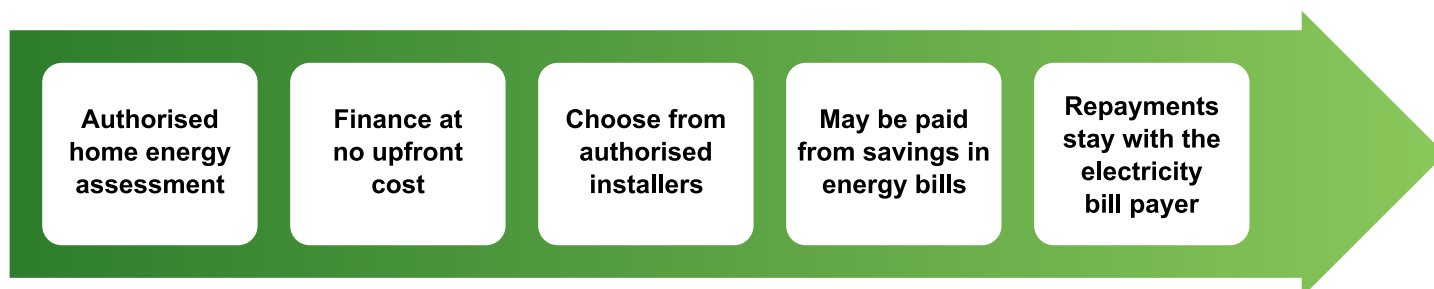 Authorised
home energy
assessment
Finance at
no upfront
cost
Choose from
authorised
installers
May be paid
from savings in
energy bills
Repayments
stay with the
electricity
bill payer